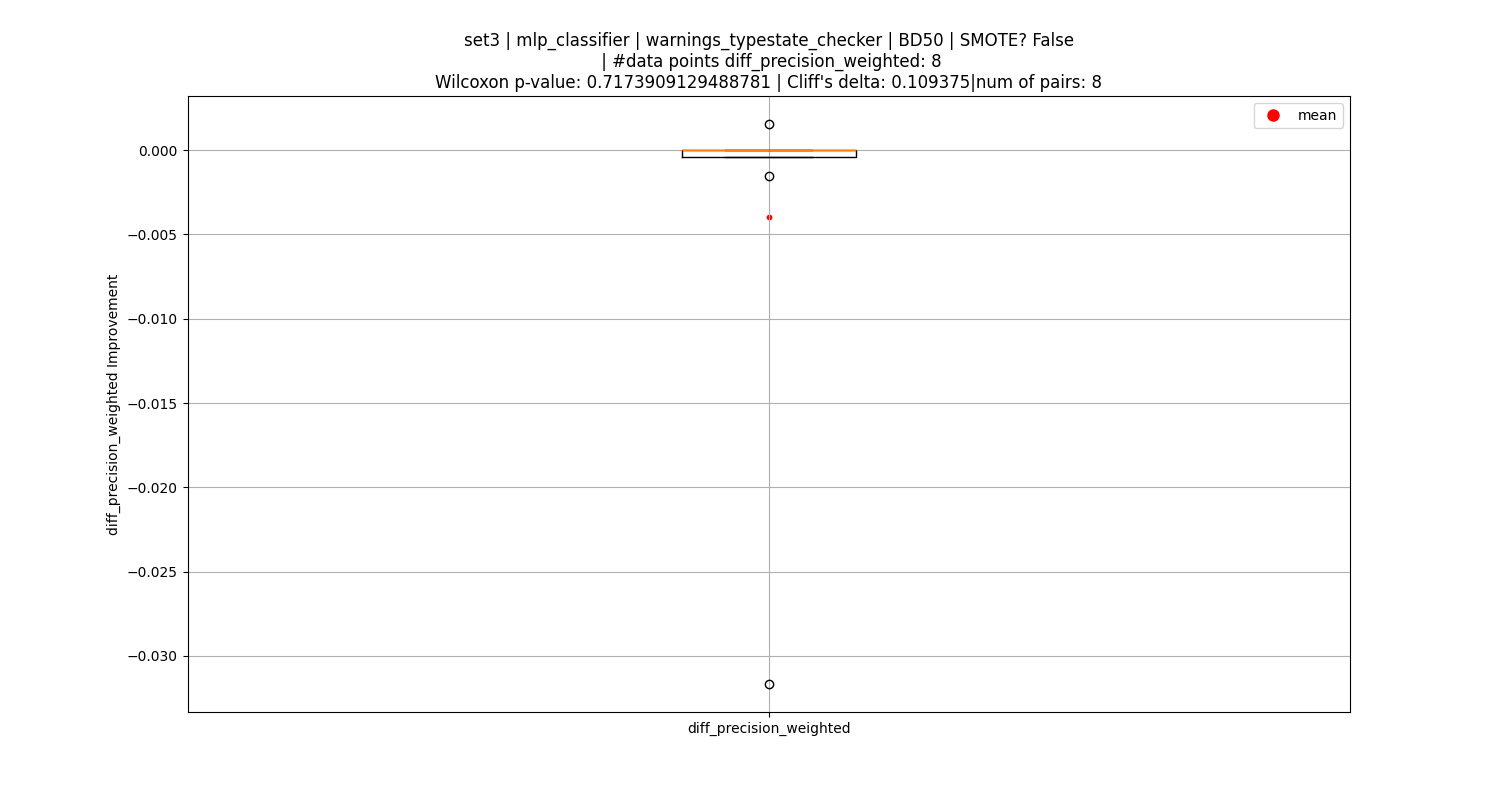 set3 | mlp_classifier | warnings_typestate_checker | BD50 | SMOTE? False
| #data points diff_precision_weighted: 8
Wilcoxon p-value: 0.7173909129488781 | Cliff's delta: 0.109375|num of pairs: 8
mean
0.000
−0.005
−0.010
−0.015
−0.020
−0.025
−0.030
diff_precision_weighted Improvement
diff_precision_weighted